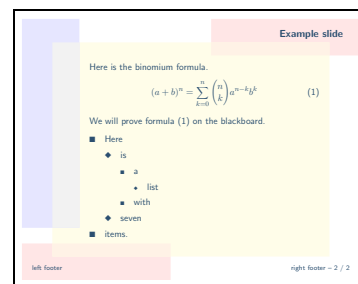 Example slide
Here is the binomium formula.
(a + b)^n = \sum_{k=0}^{n} \binom{n}{k} a^{n-k} b^k (1)
We will prove formula (1) on the blackboard.
■ Here
◆ is
■ a
• list
■ with
◆ seven
■ items.
left footer right footer – 2 / 2